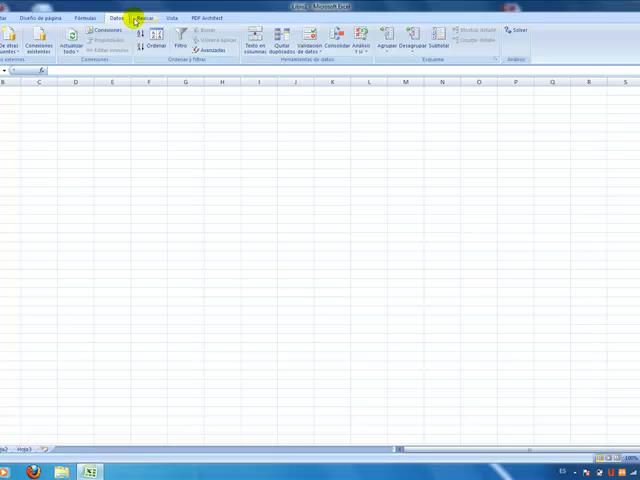 Libro1 - Microsoft Excel
Diseño de página Fórmulas Datos Revisar Vista PDF Architect
De otras fuentes Conexiones existentes Actualizar todo Conexiones Propiedades Editar vínculos Ordenar Filtro Borrar Volver a aplicar Avanzadas Texto en columnas Quitar duplicados Validación de datos Consolidar Análisis Y si Agrupar Desagrupar Subtotal Mostrar detalle Ocultar detalle Solver
externos Conexiones Ordenar y filtrar Herramientas de datos Esquema Análisis
fx
B C D E F G H I J K L M N O P Q R S
Hoja3
ES
100%